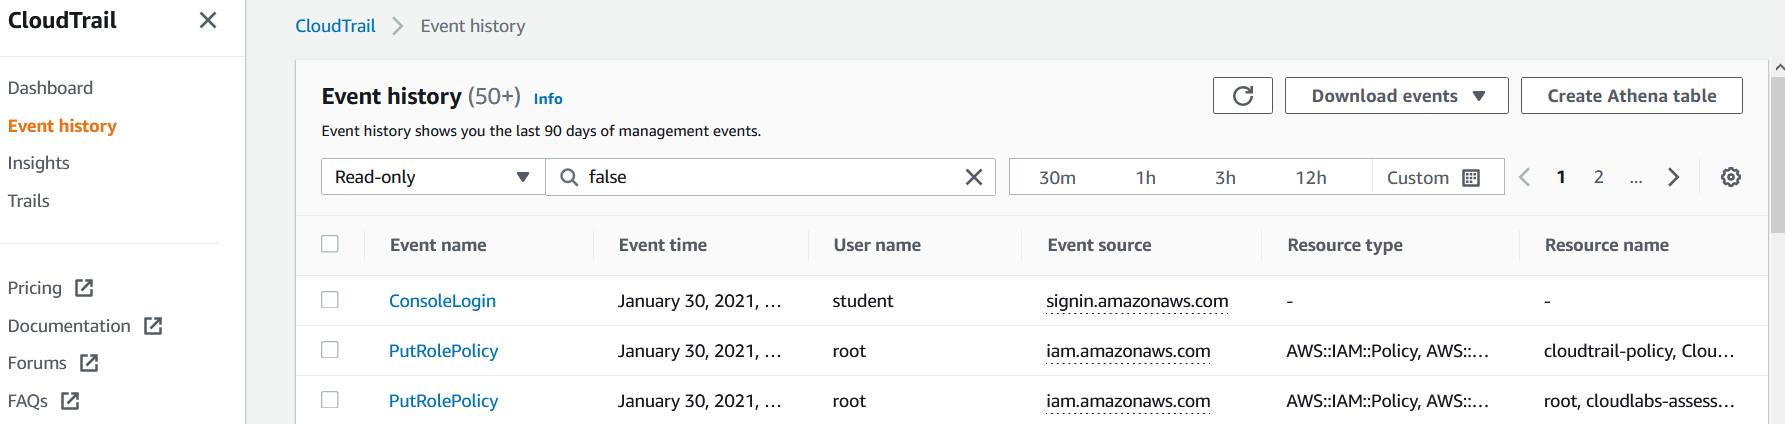 CloudTrail
Dashboard
Event history
Insights
Trails
Pricing
Documentation
Forums
FAQs
CloudTrail Event history
Event history (50+) Info
Download events
Create Athena table
Event history shows you the last 90 days of management events.
Read-only false 30m 1h 3h 12h Custom 1 2 ...
Event name Event time User name Event source Resource type Resource name
ConsoleLogin January 30, 2021, … student signin.amazonaws.com - -
PutRolePolicy January 30, 2021, … root iam.amazonaws.com AWS::IAM::Policy, AWS::… cloudtrail-policy, Clou…
PutRolePolicy January 30, 2021, … root iam.amazonaws.com AWS::IAM::Policy, AWS::… root, cloudlabs-assess…